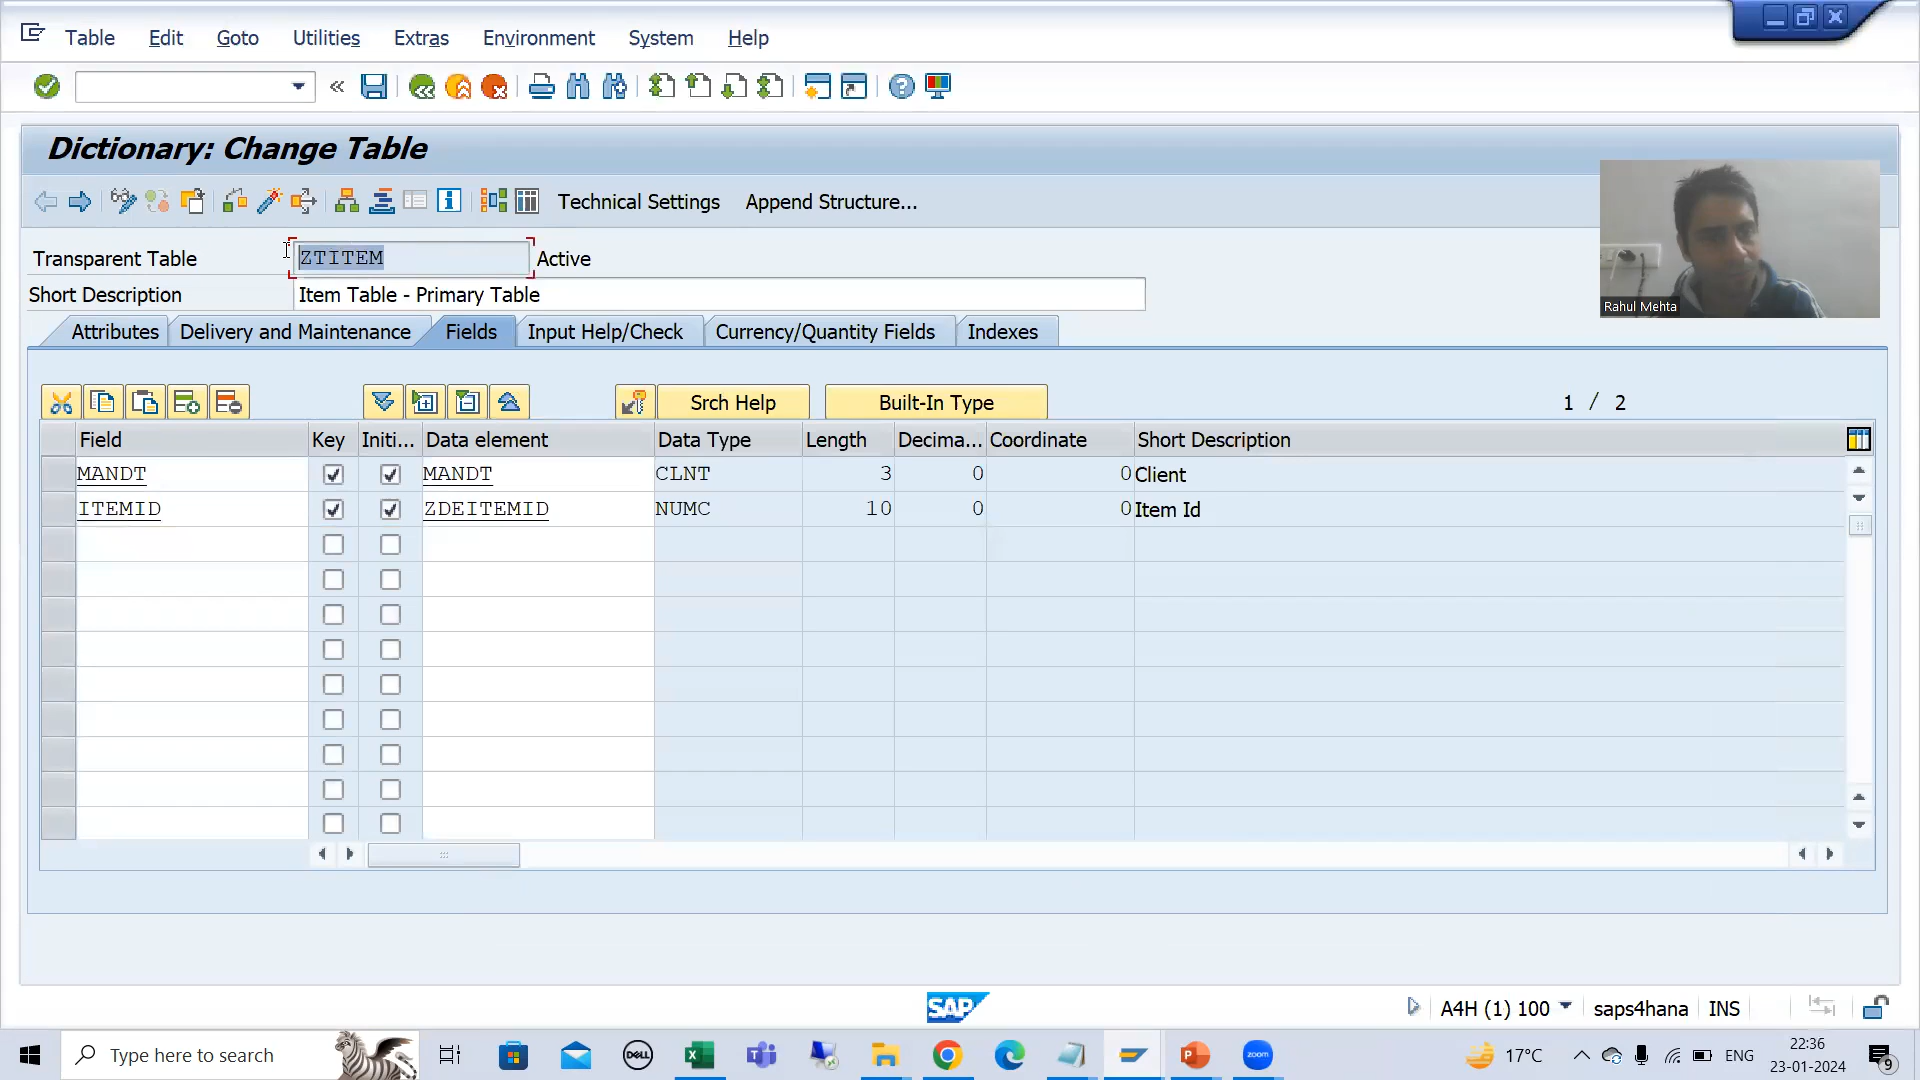 Table Edit Goto Utilities Extras Environment System Help
Dictionary: Change Table
Technical Settings Append Structure...
Transparent Table ZTITEM Active
Short Description Item Table - Primary Table
Rahul Mehta
Attributes Delivery and Maintenance Fields Input Help/Check Currency/Quantity Fields Indexes
Srch Help Built-In Type 1 / 2
Field Key Initi... Data element Data Type Length Decima... Coordinate Short Description
MANDT MANDT CLNT 3 0 0 Client
ITEMID ZDEITEMID NUMC 10 0 0 Item Id
SAP A4H (1) 100 saps4hana INS
Type here to search DELL zoom 17°C ENG 22:36
23-01-2024 9